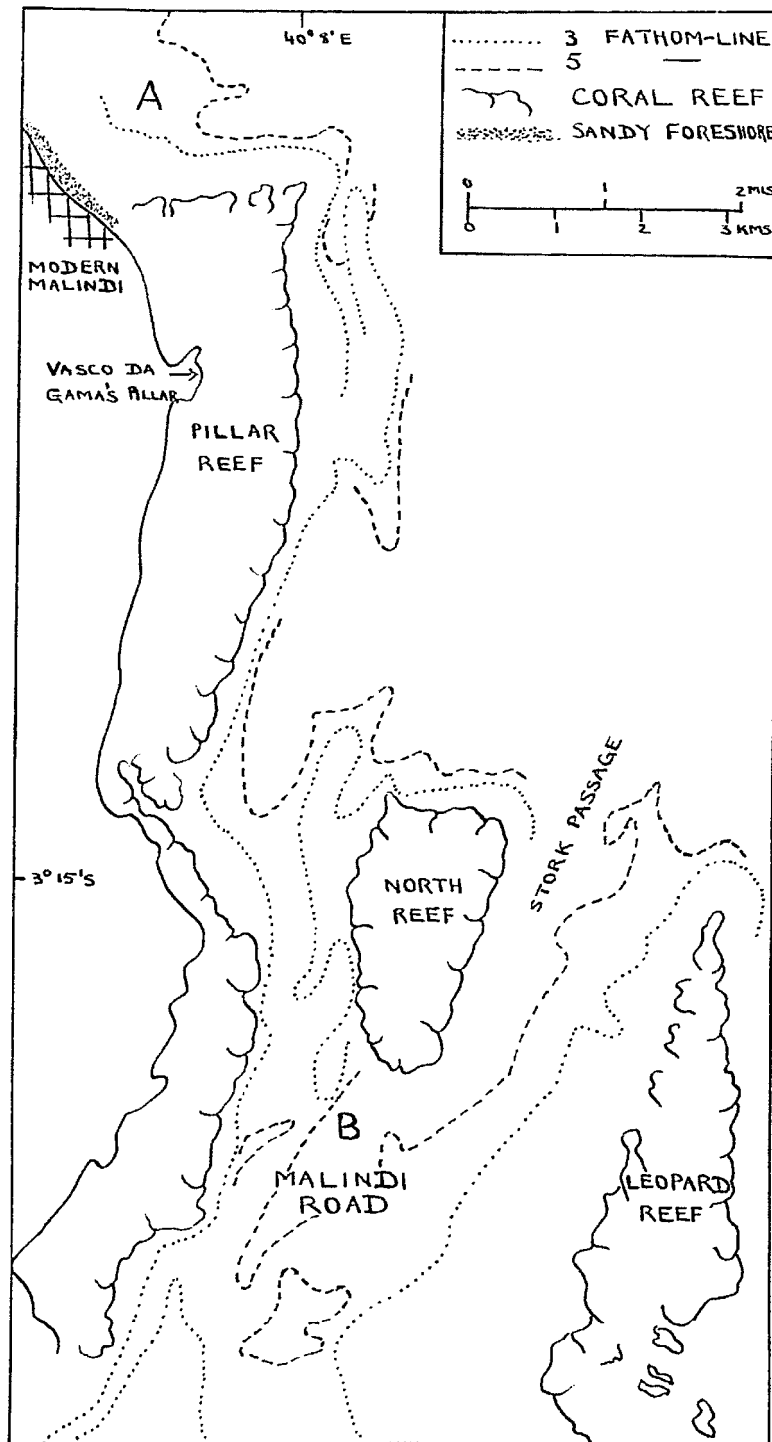 40° 8' E
3 FATHOM-LINE
5 —
CORAL REEF
SANDY FORESHORE
0 1 2 MLS
0 1 2 3 KMS
A
MODERN
MALINDI
VASCO DA
GAMA'S PILLAR
PILLAR
REEF
STORK PASSAGE
3° 15' S
NORTH
REEF
B
MALINDI
ROAD
LEOPARD
REEF